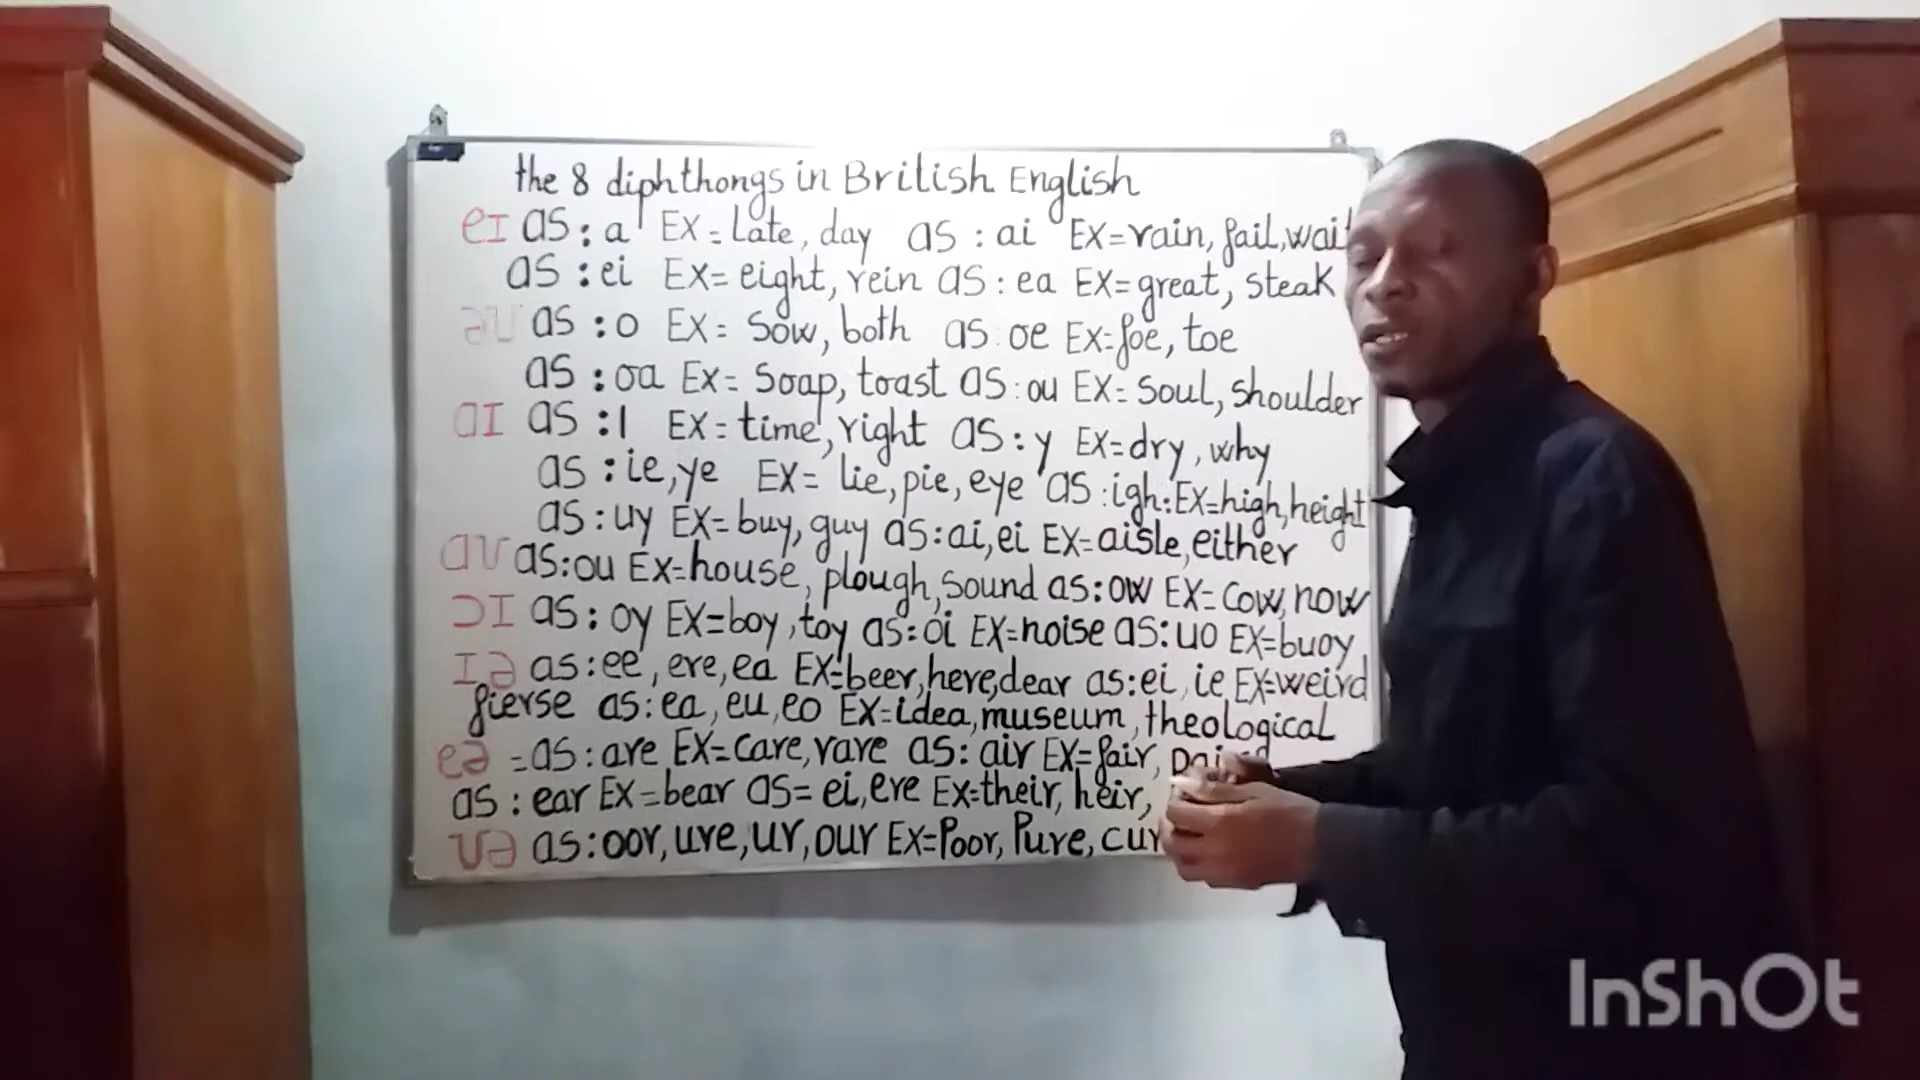 the 8 diphthongs in British English
eɪ as : a Ex = Late, day as : ai Ex=rain, fail, wait
as : ei Ex= eight, rein as : ea Ex= great, steak
əʊ as : o Ex= Sow, both as : oe Ex=foe, toe
as : oa Ex= Soap, toast as : ou Ex= soul, shoulder
aɪ as : I Ex = time, right as : y Ex=dry, why
as : ie, ye Ex= lie, pie, eye as : igh : Ex=high, height
as : uy Ex= buy, guy as : ai, ei Ex=aisle, either
aʊ as : ou Ex=house, plough, sound as : ow Ex= Cow, now
ɔɪ as : oy Ex=boy, toy as : oi Ex=noise as : uo Ex=buoy
ɪə as : ee, ere, ea Ex=beer, here, dear as : ei, ie Ex=weird
fierse as : ea, eu, eo Ex=idea, museum, theological
eə = as : are Ex=Care, rare as : air Ex=fair,
as : ear Ex=bear as= ei, ere Ex=their, heir,
ʊə as : oor, ure, ur, our Ex=Poor, Pure,
InShOt